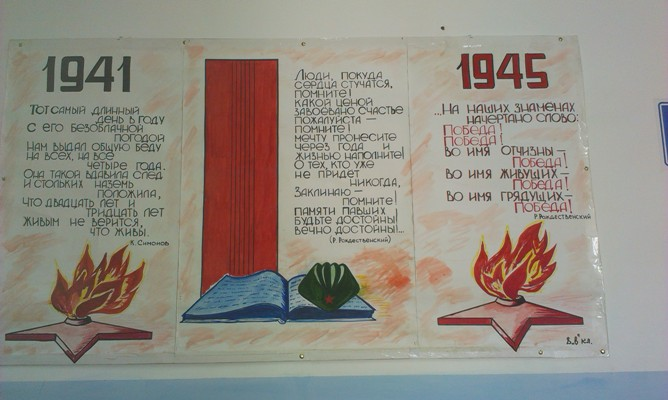 1941
Тот самый длинный
день в году
С его безоблачной
погодой
Нам выдал общую беду
на всех, на все
четыре года.
Она такой вдавила след
и стольких наземь
положила,
что двадцать лет и
тридцать лет
живым не верится,
что живы.
К. Симонов
Люди, покуда
сердца стучатся,
помните!
какой ценой
завоевано счастье
пожалуйста —
помните!
мечту пронесите
через года и
жизнью наполните!
О тех, кто уже
не придет
никогда,
заклинаю —
помните!
памяти павших
будьте достойны!
вечно достойны!...
(Р. Рождественский)
1945
...На наших знаменах
начертано слово:
Победа!
Победа!
Во имя отчизны —
Победа!
Во имя живущих —
Победа!
Во имя грядущих —
Победа!
Р. Рождественский